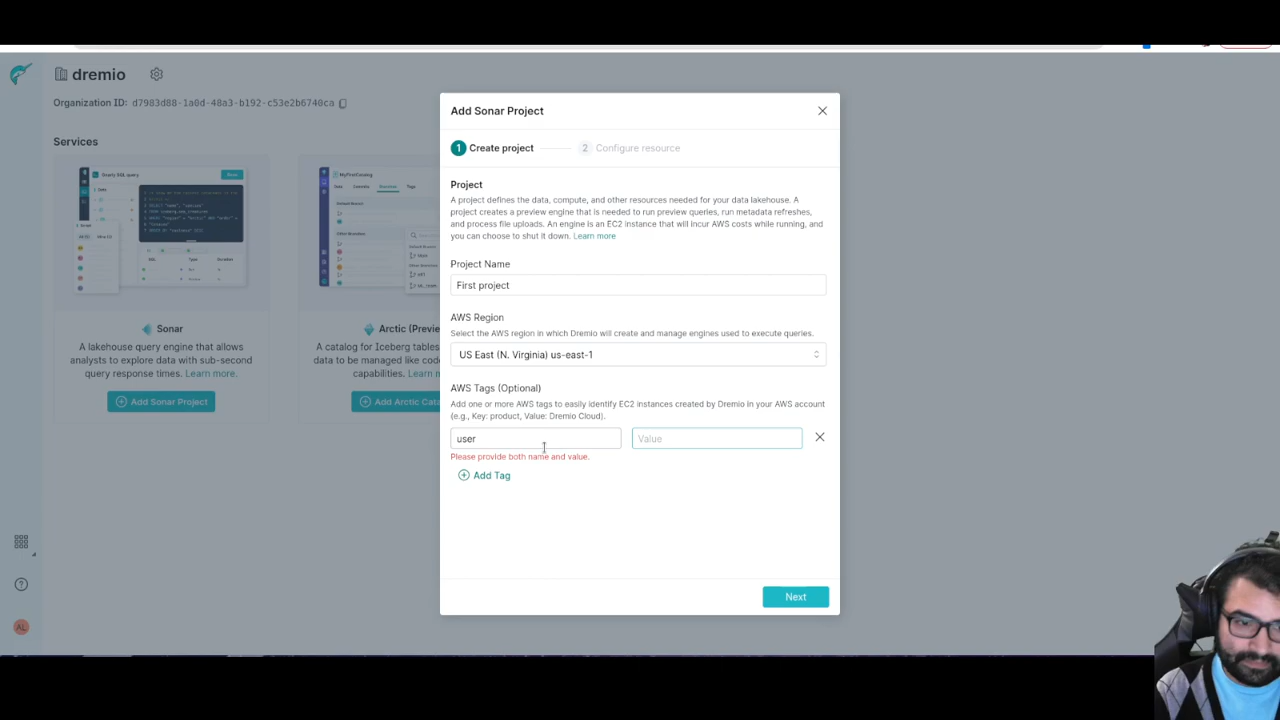 dremio
Organization ID: d7983d88-1a0d-48a3-b192-c53e2b6740ca
Services
Sonar
A lakehouse query engine that allows
analysts to explore data with sub-second
query response times. Learn more.
Add Sonar Project
Arctic (Previe
A catalog for Iceberg tables
data to be managed like cod
capabilities. Learn n
Add Arctic Cata
AL
Add Sonar Project
1 Create project
2 Configure resource
Project
A project defines the data, compute, and other resources needed for your data lakehouse. A
project creates a preview engine that is needed to run preview queries, run metadata refreshes,
and process file uploads. An engine is an EC2 instance that will incur AWS costs while running, and
you can choose to shut it down. Learn more
Project Name
First project
AWS Region
Select the AWS region in which Dremio will create and manage engines used to execute queries.
US East (N. Virginia) us-east-1
AWS Tags (Optional)
Add one or more AWS tags to easily identify EC2 instances created by Dremio in your AWS account
(e.g., Key: product, Value: Dremio Cloud).
user
Value
Please provide both name and value.
Add Tag
Next